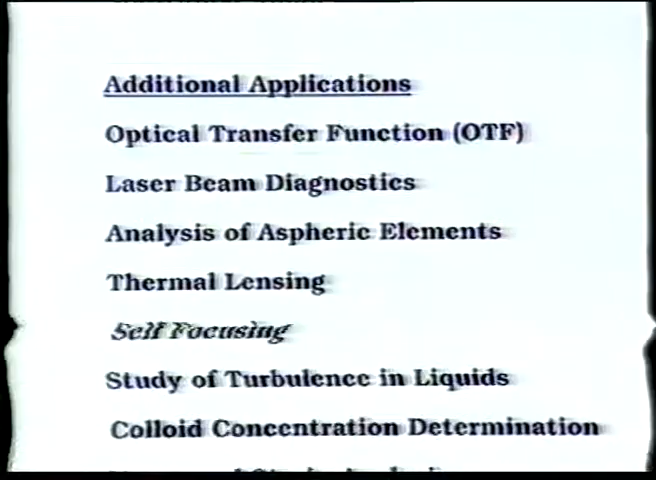 Additional Applications
Optical Transfer Function (OTF)
Laser Beam Diagnostics
Analysis of Aspheric Elements
Thermal Lensing
Self Focusing
Study of Turbulence in Liquids
Colloid Concentration Determination